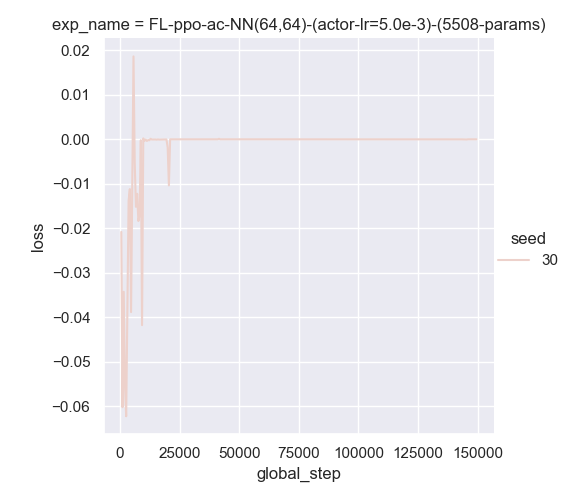 exp_name = FL-ppo-ac-NN(64,64)-(actor-lr=5.0e-3)-(5508-params)
0.02
0.01
0.00
−0.01
−0.02
−0.03
−0.04
−0.05
−0.06
loss
0 25000 50000 75000 100000 125000 150000
global_step
seed
30